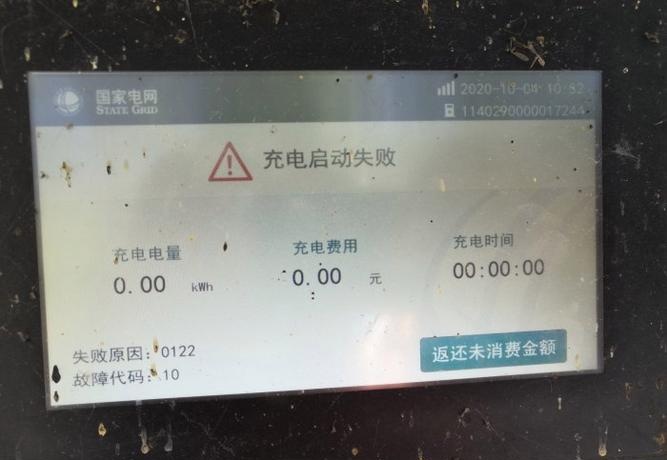 国家电网
STATE GRID
2020-10-04 10:52
1140290000017244
充电启动失败
充电电量
充电费用
充电时间
0.00 kWh
0.00 元
00:00:00
失败原因：0122
故障代码：10
返还未消费金额